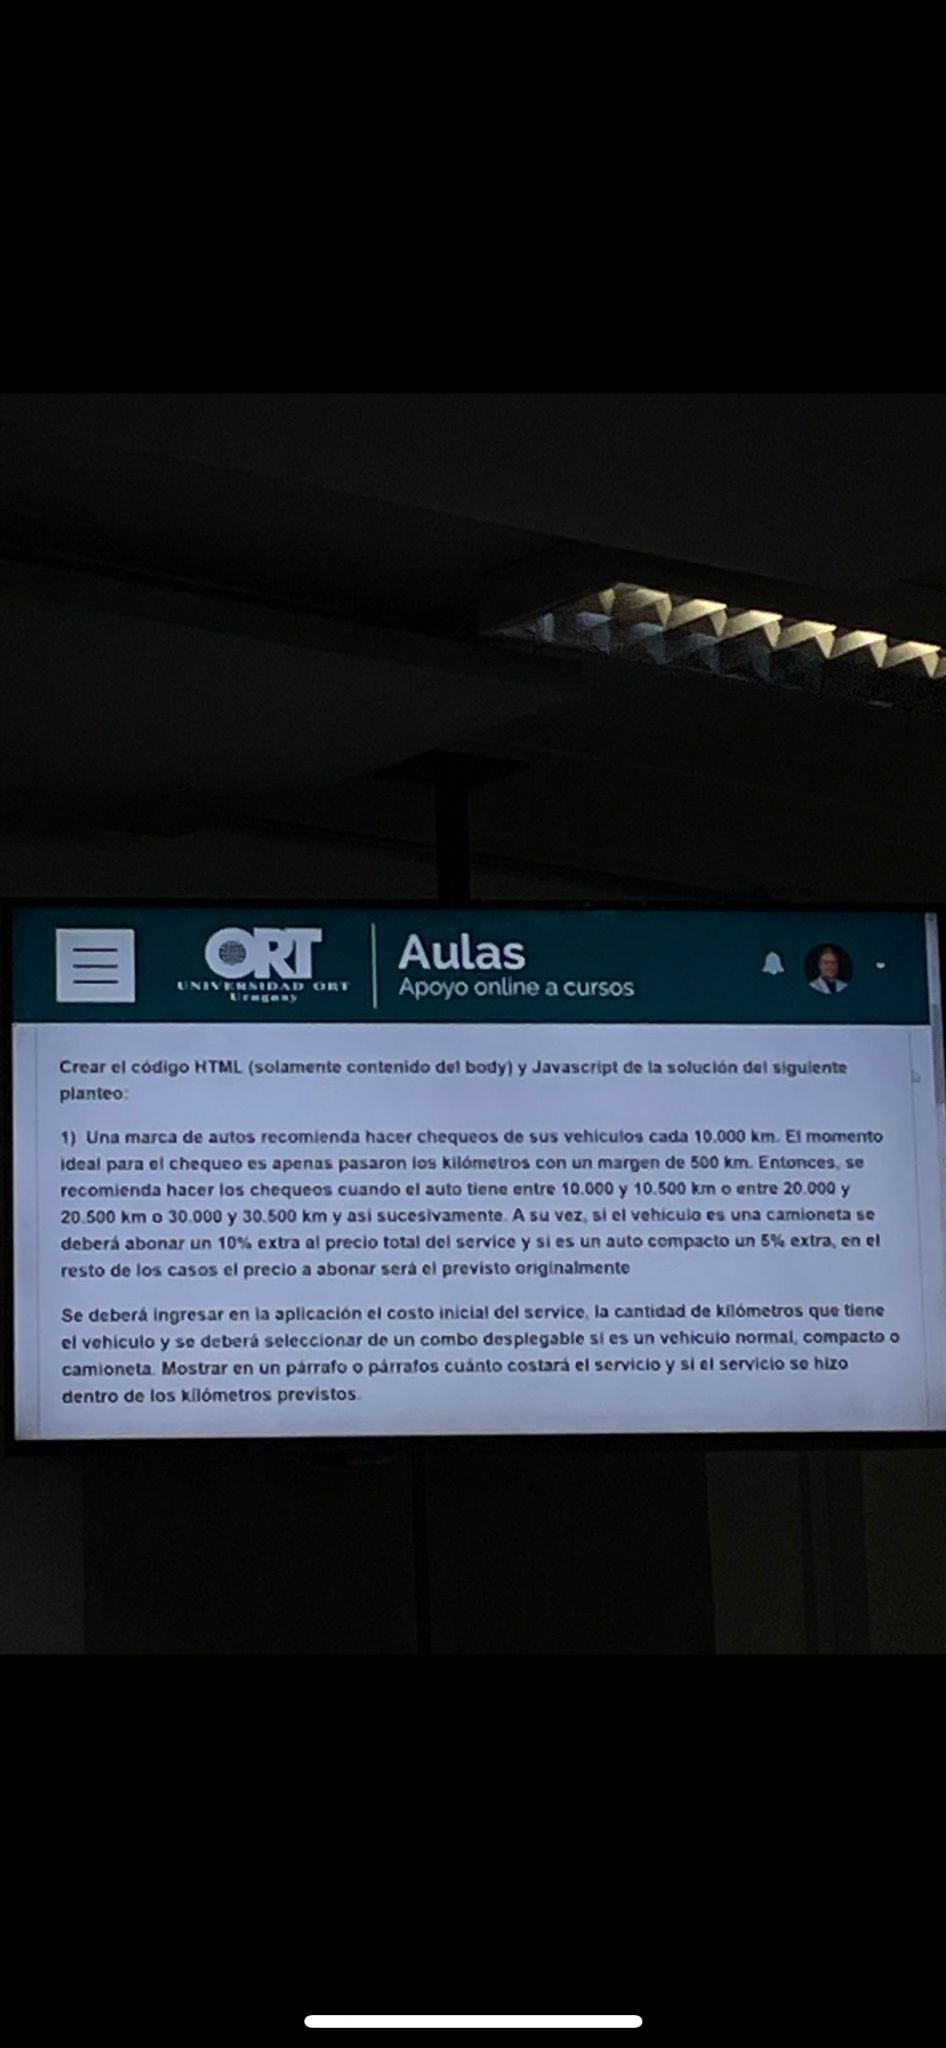 ORT
UNIVERSIDAD ORT
Uruguay
Aulas
Apoyo online a cursos
Crear el código HTML (solamente contenido del body) y Javascript de la solución del siguiente
planteo:
1) Una marca de autos recomienda hacer chequeos de sus vehículos cada 10.000 km. El momento
ideal para el chequeo es apenas pasaron los kilómetros con un margen de 500 km. Entonces, se
recomienda hacer los chequeos cuando el auto tiene entre 10.000 y 10.500 km o entre 20.000 y
20.500 km o 30.000 y 30.500 km y así sucesivamente. A su vez, si el vehículo es una camioneta se
deberá abonar un 10% extra al precio total del service y si es un auto compacto un 5% extra, en el
resto de los casos el precio a abonar será el previsto originalmente
Se deberá ingresar en la aplicación el costo inicial del service, la cantidad de kilómetros que tiene
el vehículo y se deberá seleccionar de un combo desplegable si es un vehículo normal, compacto o
camioneta. Mostrar en un párrafo o párrafos cuánto costará el servicio y si el servicio se hizo
dentro de los kilómetros previstos.